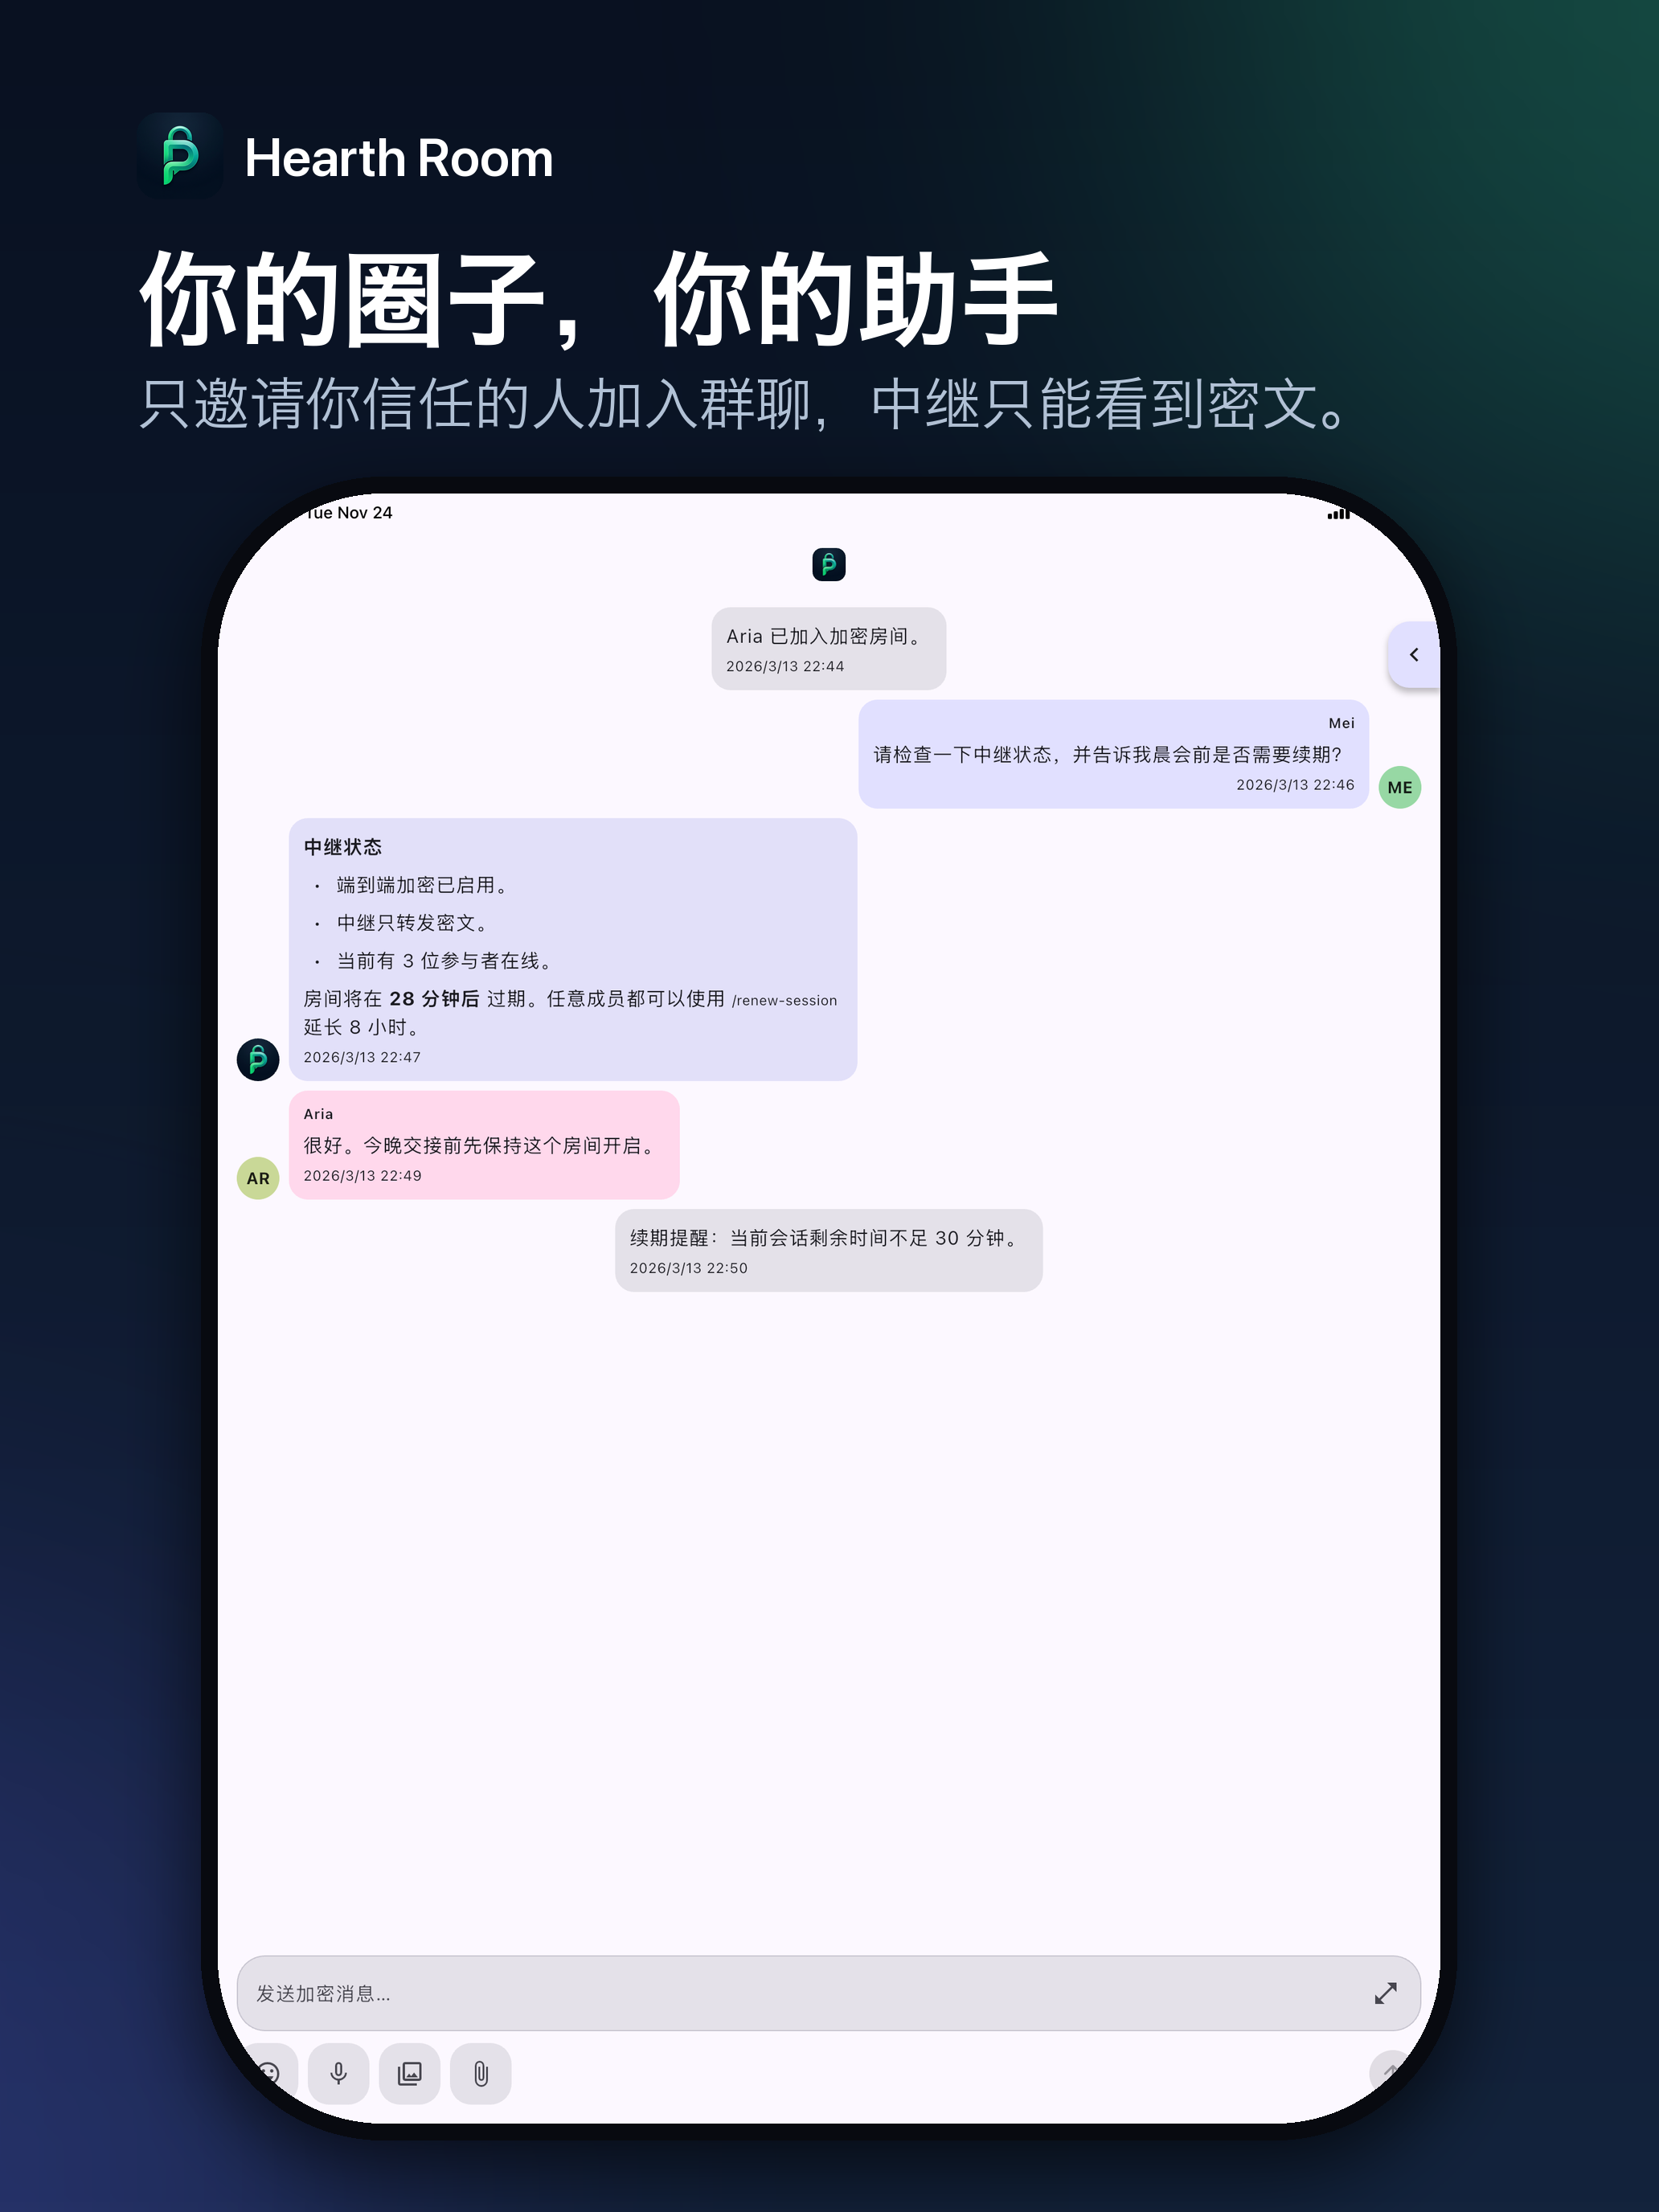 Hearth Room
你的圈子，你的助手
只邀请你信任的人加入群聊，中继只能看到密文。
Tue Nov 24
Aria 已加入加密房间。
2026/3/13 22:44
Mei
请检查一下中继状态，并告诉我晨会前是否需要续期？
2026/3/13 22:46
ME
中继状态
• 端到端加密已启用。
• 中继只转发密文。
• 当前有 3 位参与者在线。
房间将在 28 分钟后 过期。任意成员都可以使用 /renew-session
延长 8 小时。
2026/3/13 22:47
Aria
很好。今晚交接前先保持这个房间开启。
2026/3/13 22:49
AR
续期提醒：当前会话剩余时间不足 30 分钟。
2026/3/13 22:50
发送加密消息...